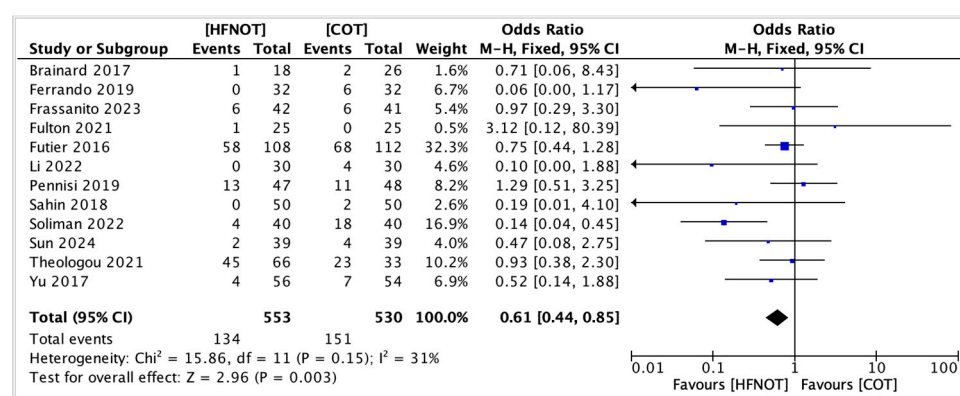 [HFNOT] [COT] Odds Ratio Odds Ratio
Study or Subgroup Events Total Events Total Weight M-H, Fixed, 95% CI M-H, Fixed, 95% CI
Brainard 2017 1 18 2 26 1.6% 0.71 [0.06, 8.43]
Ferrando 2019 0 32 6 32 6.7% 0.06 [0.00, 1.17]
Frassanito 2023 6 42 6 41 5.4% 0.97 [0.29, 3.30]
Fulton 2021 1 25 0 25 0.5% 3.12 [0.12, 80.39]
Futier 2016 58 108 68 112 32.3% 0.75 [0.44, 1.28]
Li 2022 0 30 4 30 4.6% 0.10 [0.00, 1.88]
Pennisi 2019 13 47 11 48 8.2% 1.29 [0.51, 3.25]
Sahin 2018 0 50 2 50 2.6% 0.19 [0.01, 4.10]
Soliman 2022 4 40 18 40 16.9% 0.14 [0.04, 0.45]
Sun 2024 2 39 4 39 4.0% 0.47 [0.08, 2.75]
Theologou 2021 45 66 23 33 10.2% 0.93 [0.38, 2.30]
Yu 2017 4 56 7 54 6.9% 0.52 [0.14, 1.88]
Total (95% CI) 553 530 100.0% 0.61 [0.44, 0.85]
Total events 134 151
Heterogeneity: Chi² = 15.86, df = 11 (P = 0.15); I² = 31%
Test for overall effect: Z = 2.96 (P = 0.003)
0.01 0.1 1 10 100
Favours [HFNOT] Favours [COT]